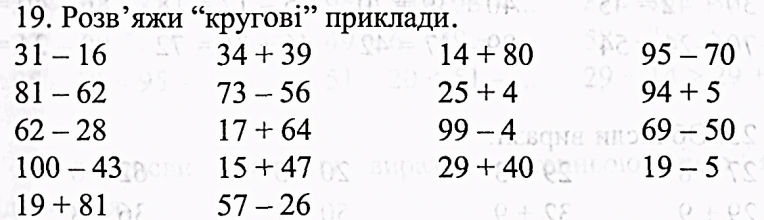 19. Розв’яжи “кругові” приклади.
31 – 16 34 + 39 14 + 80 95 – 70
81 – 62 73 – 56 25 + 4 94 + 5
62 – 28 17 + 64 99 – 4 69 – 50
100 – 43 15 + 47 29 + 40 19 – 5
19 + 81 57 – 26